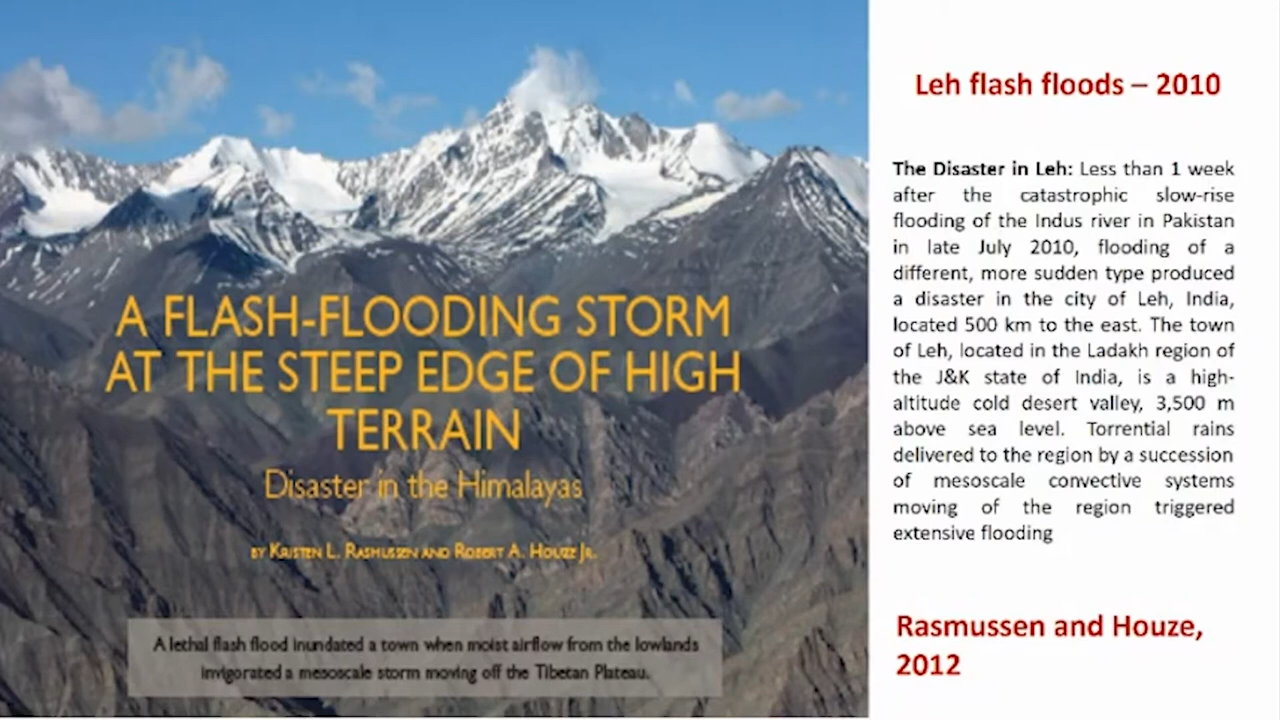 A FLASH-FLOODING STORM
AT THE STEEP EDGE OF HIGH
TERRAIN
Disaster in the Himalayas
BY KRISTEN L. RASMUSSEN AND ROBERT A. HOUZE JR.
A lethal flash flood inundated a town when moist airflow from the lowlands
invigorated a mesoscale storm moving off the Tibetan Plateau.
Leh flash floods – 2010
The Disaster in Leh: Less than 1 week
after the catastrophic slow-rise
flooding of the Indus river in Pakistan
in late July 2010, flooding of a
different, more sudden type produced
a disaster in the city of Leh, India,
located 500 km to the east. The town
of Leh, located in the Ladakh region of
the J&K state of India, is a high-
altitude cold desert valley, 3,500 m
above sea level. Torrential rains
delivered to the region by a succession
of mesoscale convective systems
moving of the region triggered
extensive flooding
Rasmussen and Houze,
2012